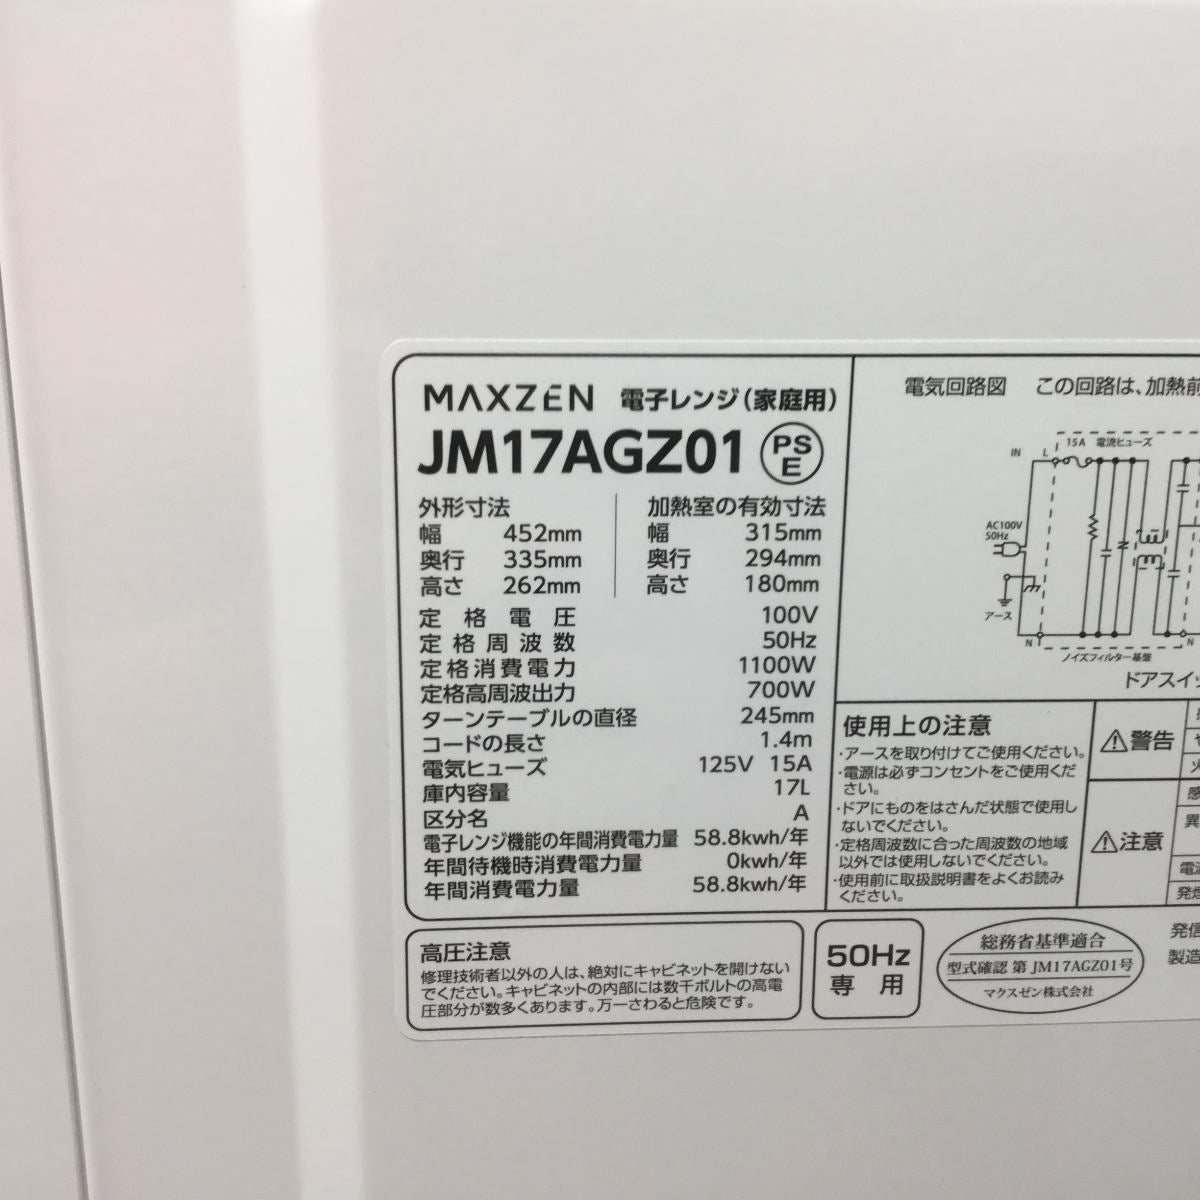 MAXZEN 電子レンジ(家庭用)
JM17AGZ01 PSE
外形寸法
幅 452mm
奥行 335mm
高さ 262mm
加熱室の有効寸法
幅 315mm
奥行 294mm
高さ 180mm
定格電圧 100V
定格周波数 50Hz
定格消費電力 1100W
定格高周波出力 700W
ターンテーブルの直径 245mm
コードの長さ 1.4m
電気ヒューズ 125V 15A
庫内容量 17L
区分名 A
電子レンジ機能の年間消費電力量 58.8kwh/年
年間待機時消費電力量 0kwh/年
年間消費電力量 58.8kwh/年
電気回路図 この回路は、加熱前
15A 電流ヒューズ
IN L
AC100V
50Hz
アース
N
N
ノイズフィルター基盤
ドアスイッ
使用上の注意
・アースを取り付けてご使用ください。
・電源は必ずコンセントをご使用くだ
さい。
・ドアにものをはさんだ状態で使用し
ないでください。
・定格周波数に合った周波数の地域
以外では使用しないでください。
・使用前に取扱説明書をよくお読み
ください。
⚠警告
⚠注意
感
異
電波
発煙
高圧注意
修理技術者以外の人は、絶対にキャビネットを開けない
でください。キャビネットの内部には数千ボルトの高電
圧部分が数多くあります。万一さわると危険です。
50Hz
専用
総務省基準適合
型式確認 第 JM17AGZ01号
マクスゼン株式会社
発信
製造